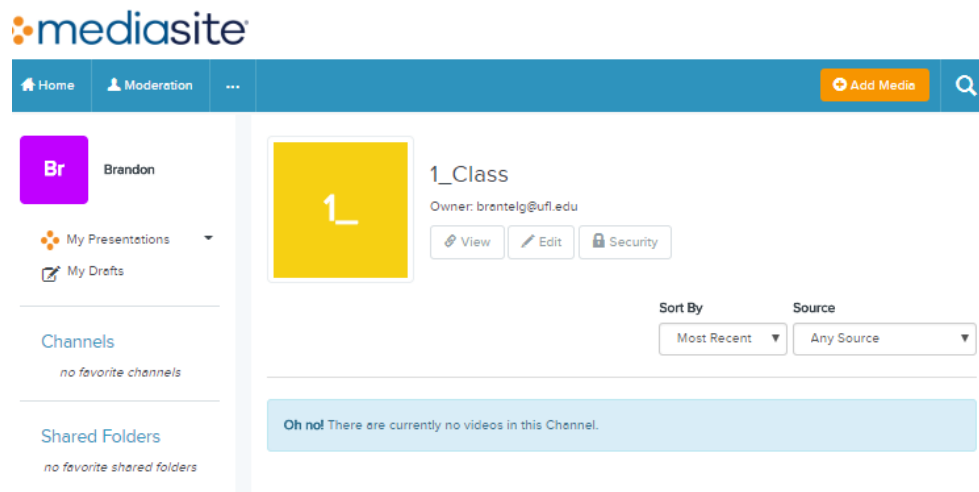 mediasite
Home Moderation ... Add Media
Br Brandon
My Presentations
My Drafts
Channels
no favorite channels
Shared Folders
no favorite shared folders
1_
1_Class
Owner: brantelg@ufl.edu
View Edit Security
Sort By Source
Most Recent Any Source
Oh no! There are currently no videos in this Channel.